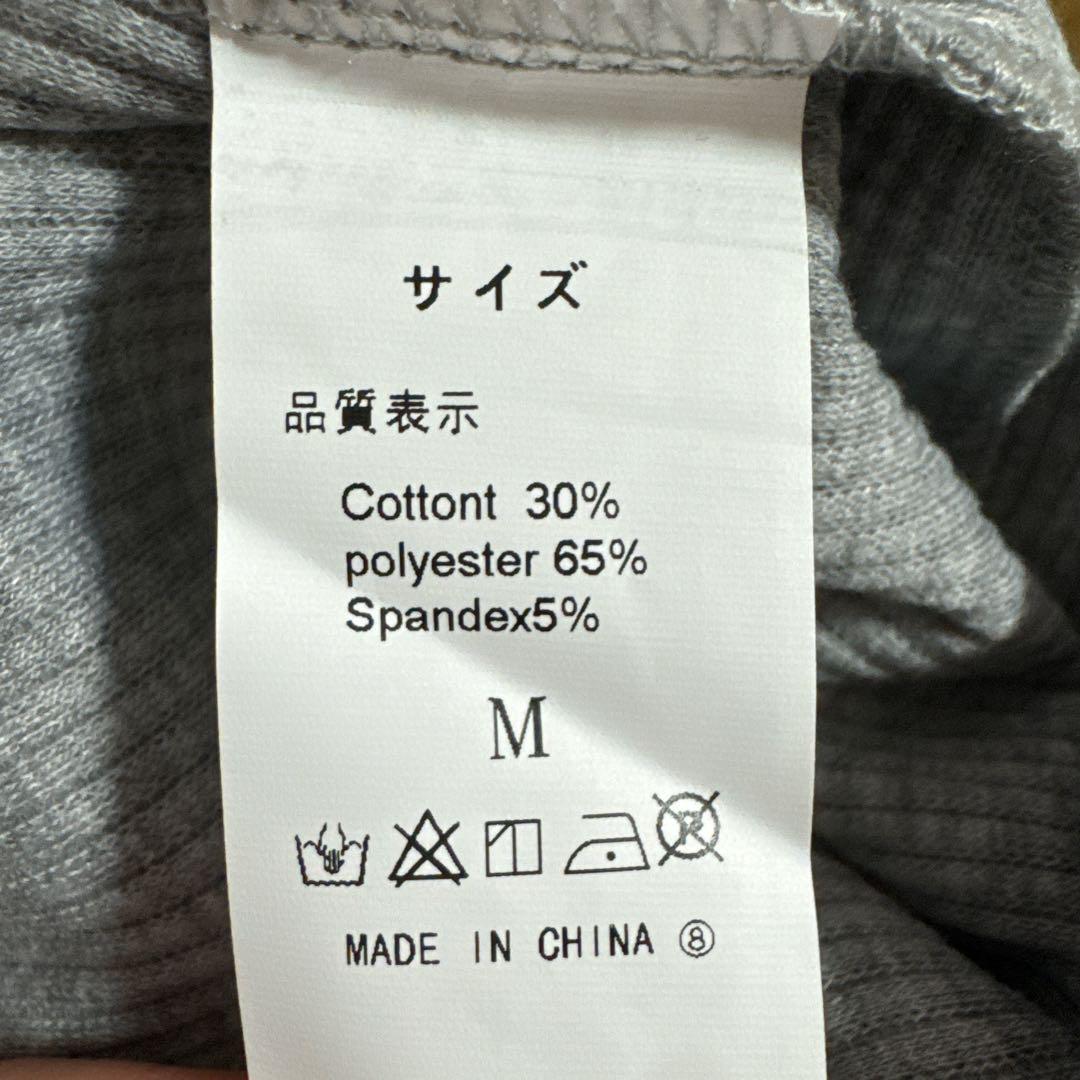 サイズ
品質表示
Cottont 30%
polyester 65%
Spandex5%
M
MADE IN CHINA ⑧